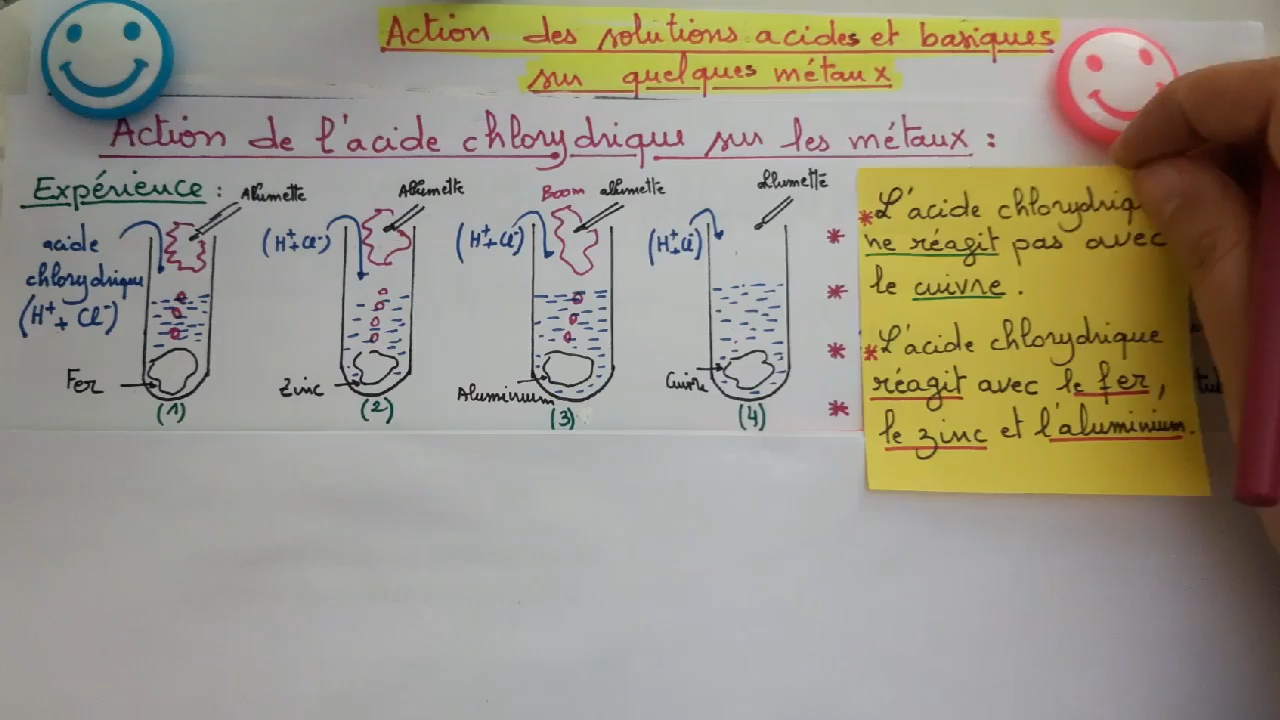 Action des solutions acides et basiques
sur quelques métaux
Action de l'acide chlorydrique sur les métaux :
Expérience :
Allumette
Allumette
Boom allumette
Allumette
acide
chlorydrique
(H⁺ + Cl⁻)
(H⁺ + Cl⁻)
(H⁺ + Cl⁻)
(H⁺ + Cl⁻)
Fer
Zinc
Aluminium
Cuivre
(1)
(2)
(3)
(4)
* L'acide chlorydriq
ne réagit pas avec
le cuivre.
* L'acide chlorydrique
réagit avec le fer,
le zinc et l'aluminium.